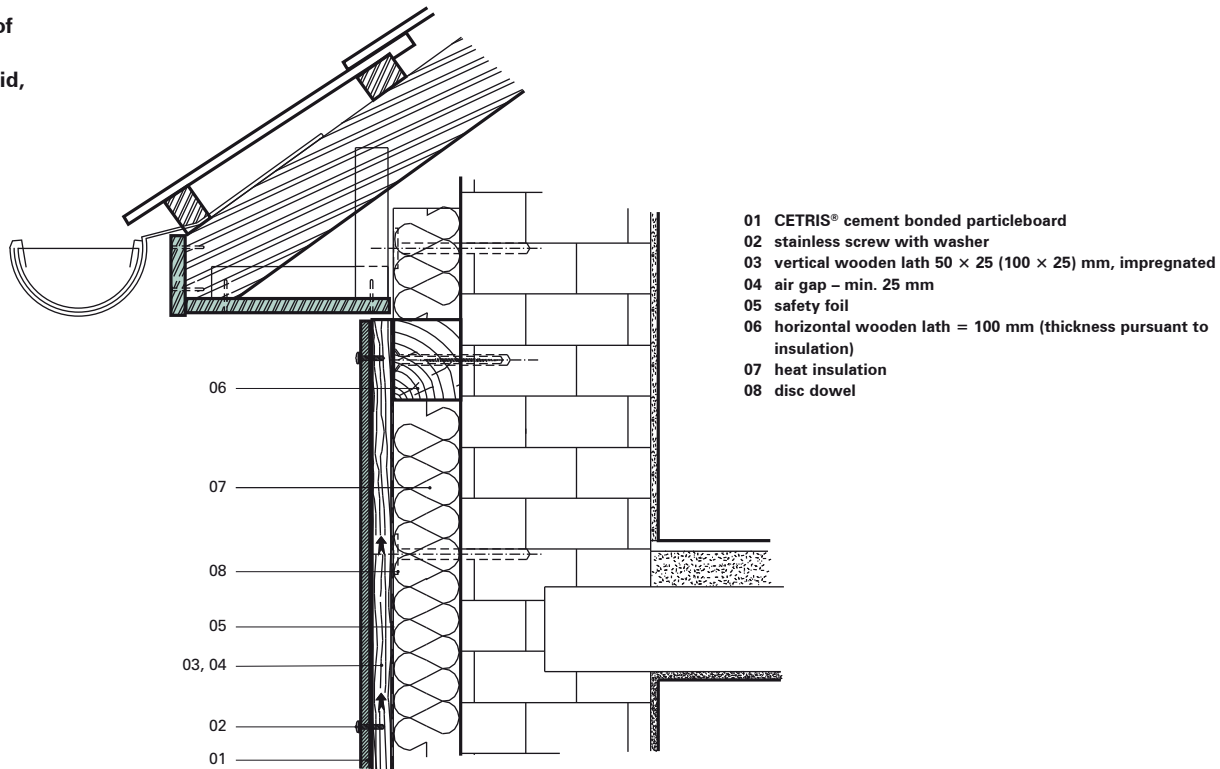 of
id,
01 CETRIS® cement bonded particleboard
02 stainless screw with washer
03 vertical wooden lath 50 × 25 (100 × 25) mm, impregnated
04 air gap – min. 25 mm
05 safety foil
06 horizontal wooden lath = 100 mm (thickness pursuant to
insulation)
07 heat insulation
08 disc dowel
06
07
08
05
03, 04
02
01